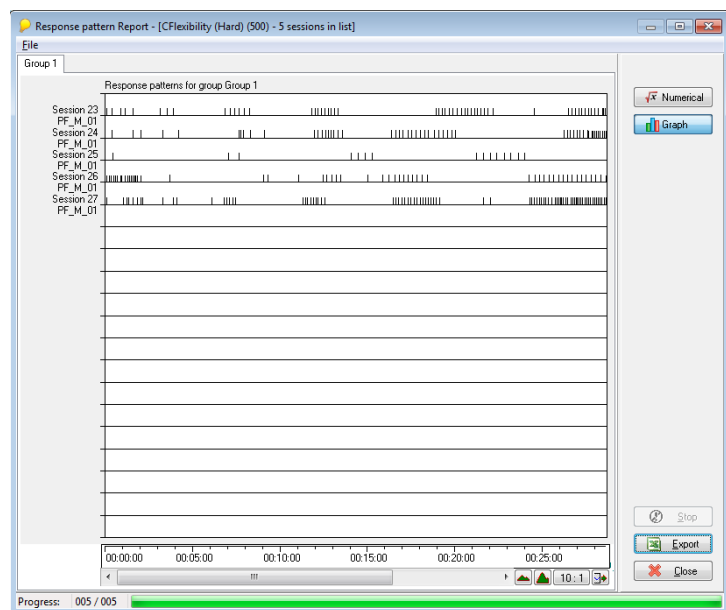 Response pattern Report - [CFlexibility (Hard) (500) - 5 sessions in list]
File
Group 1
Response patterns for group Group 1
Session 23
PF_M_01
Session 24
PF_M_01
Session 25
PF_M_01
Session 26
PF_M_01
Session 27
PF_M_01
00:00:00 00:05:00 00:10:00 00:15:00 00:20:00 00:25:00
10 : 1
Numerical
Graph
Stop
Export
Close
Progress: 005 / 005